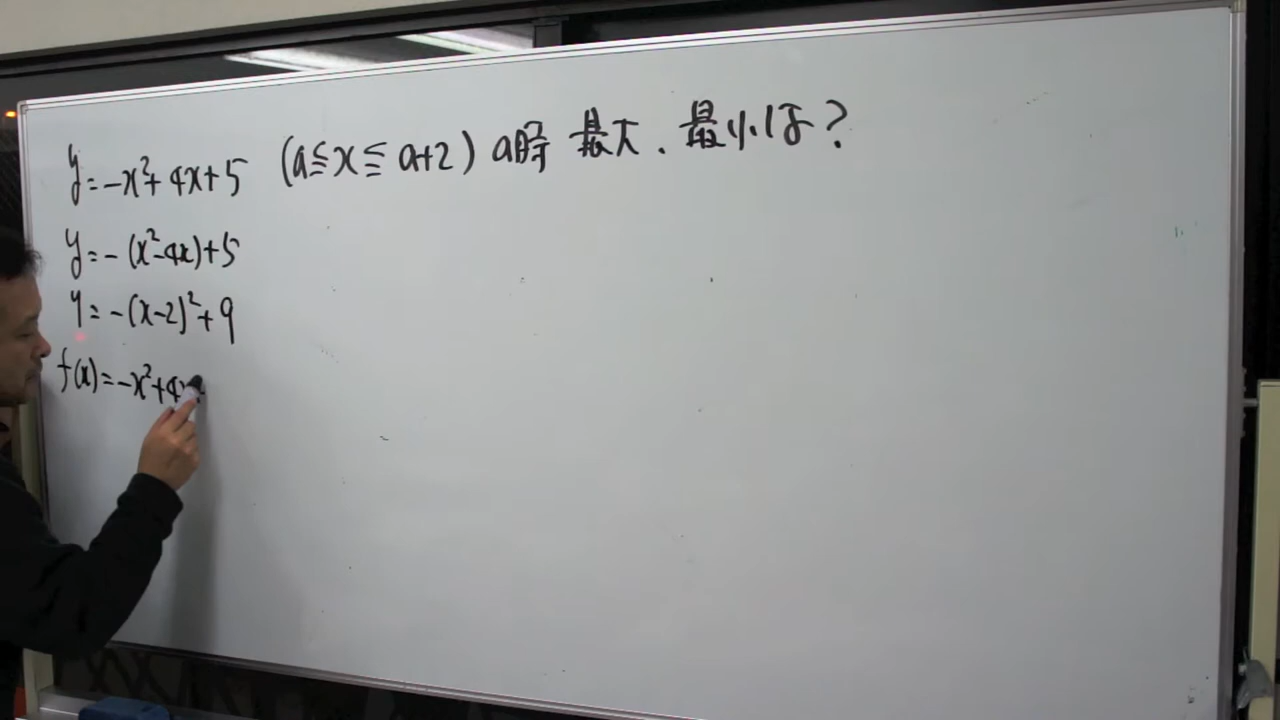 y=-x²+4x+5 (a≦x≦a+2) a時 最大、最小は?
y=-(x²-4x)+5
y=-(x-2)²+9
f(x)=-x²+4x